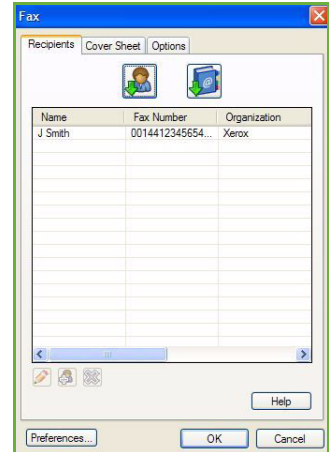 Fax
Recipients Cover Sheet Options
Name Fax Number Organization
J Smith 0014412345654... Xerox
Help
Preferences... OK Cancel